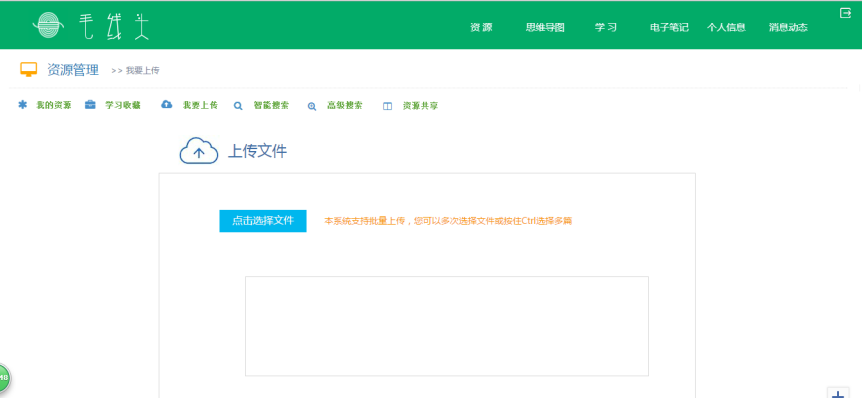 毛线头
资源 思维导图 学习 电子笔记 个人信息 消息动态
资源管理 >> 我要上传
我的资源 学习收藏 我要上传 智能搜索 高级搜索 资源共享
上传文件
点击选择文件 本系统支持批量上传，您可以多次选择文件或按住Ctrl选择多篇